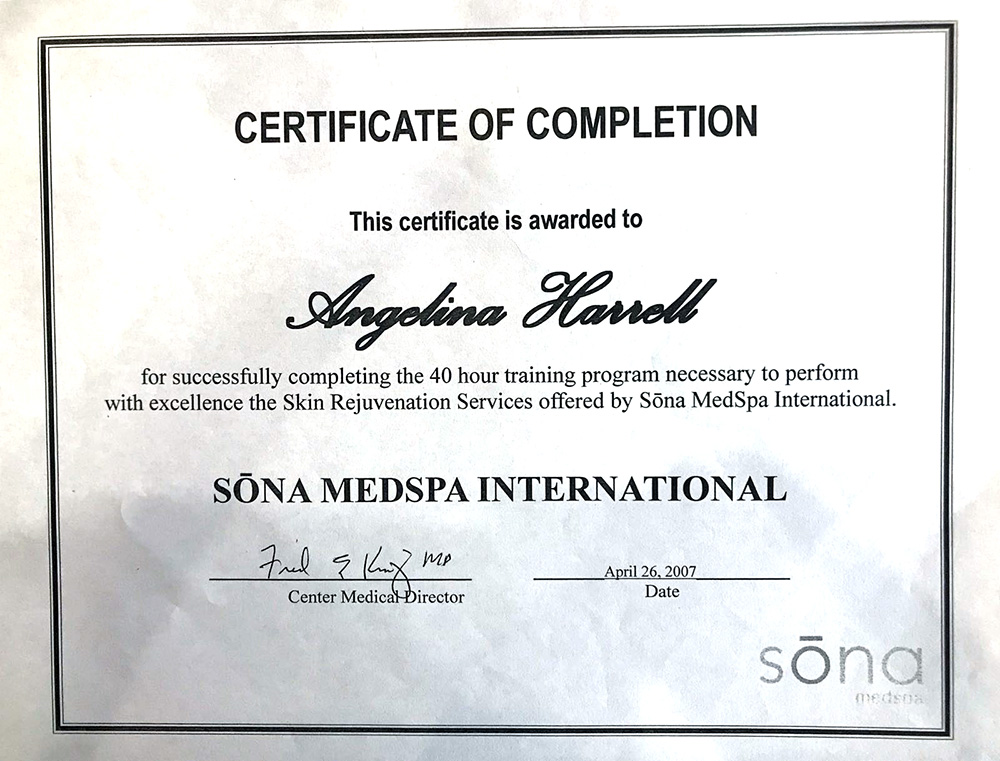 CERTIFICATE OF COMPLETION
This certificate is awarded to
Angelina Harrell
for successfully completing the 40 hour training program necessary to perform
with excellence the Skin Rejuvenation Services offered by Sōna MedSpa International.
SŌNA MEDSPA INTERNATIONAL
Fred E MD
April 26, 2007
Center Medical Director
Date
sōna
medspa